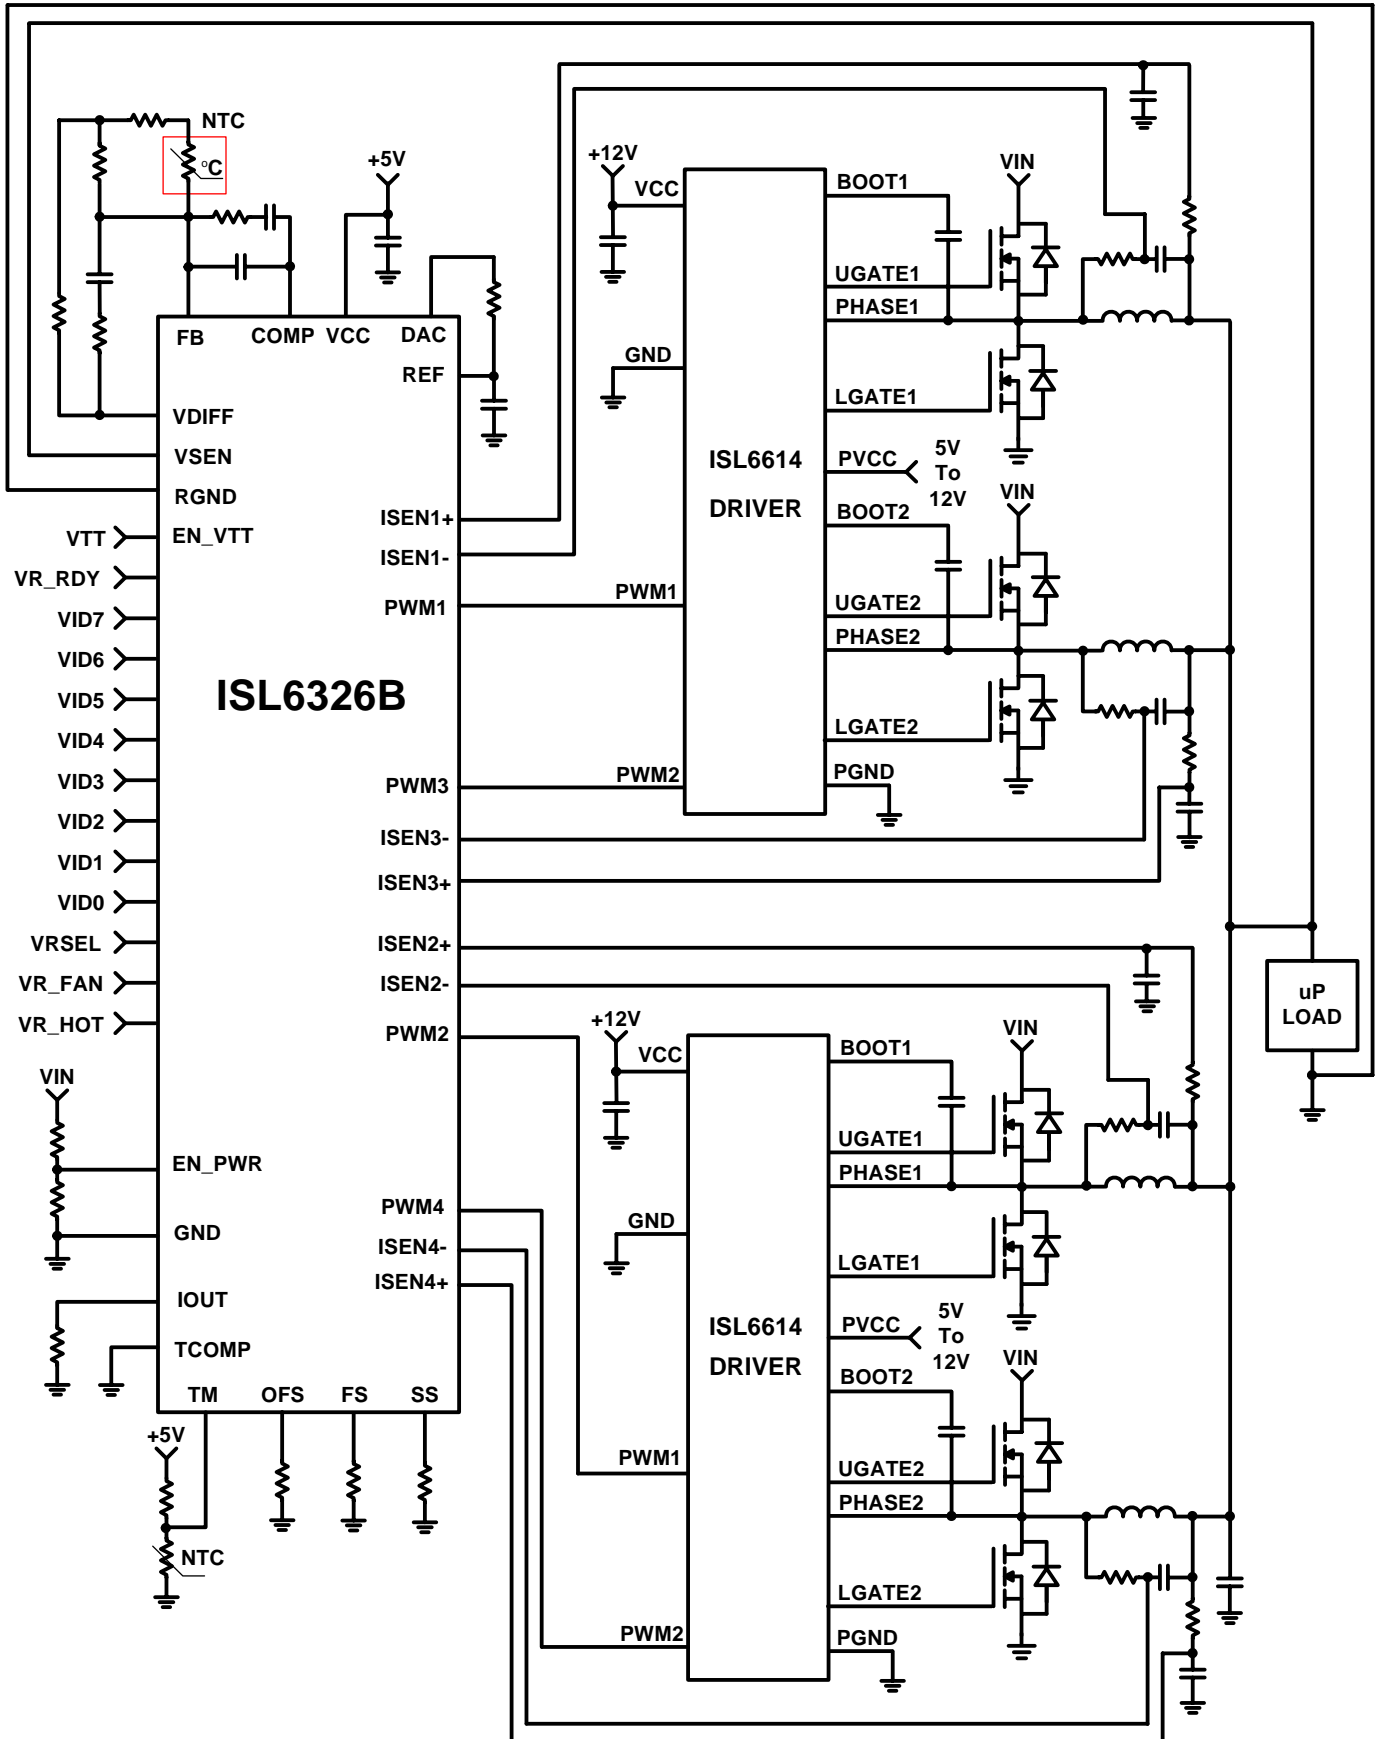 NTC
°C
+5V
FB
COMP
VCC
DAC
REF
VDIFF
VSEN
RGND
VTT
EN_VTT
VR_RDY
VID7
VID6
VID5
VID4
VID3
VID2
VID1
VID0
VRSEL
VR_FAN
VR_HOT
VIN
EN_PWR
GND
IOUT
TCOMP
TM
OFS
FS
SS
+5V
NTC
ISL6326B
ISEN1+
ISEN1-
PWM1
PWM3
ISEN3-
ISEN3+
ISEN2+
ISEN2-
PWM2
PWM4
ISEN4-
ISEN4+
+12V
VCC
GND
PWM1
PWM2
ISL6614
DRIVER
BOOT1
UGATE1
PHASE1
LGATE1
PVCC
5V
To
12V
BOOT2
UGATE2
PHASE2
LGATE2
PGND
VIN
VIN
+12V
VCC
GND
PWM1
PWM2
ISL6614
DRIVER
BOOT1
UGATE1
PHASE1
LGATE1
PVCC
5V
To
12V
BOOT2
UGATE2
PHASE2
LGATE2
PGND
VIN
VIN
uP
LOAD